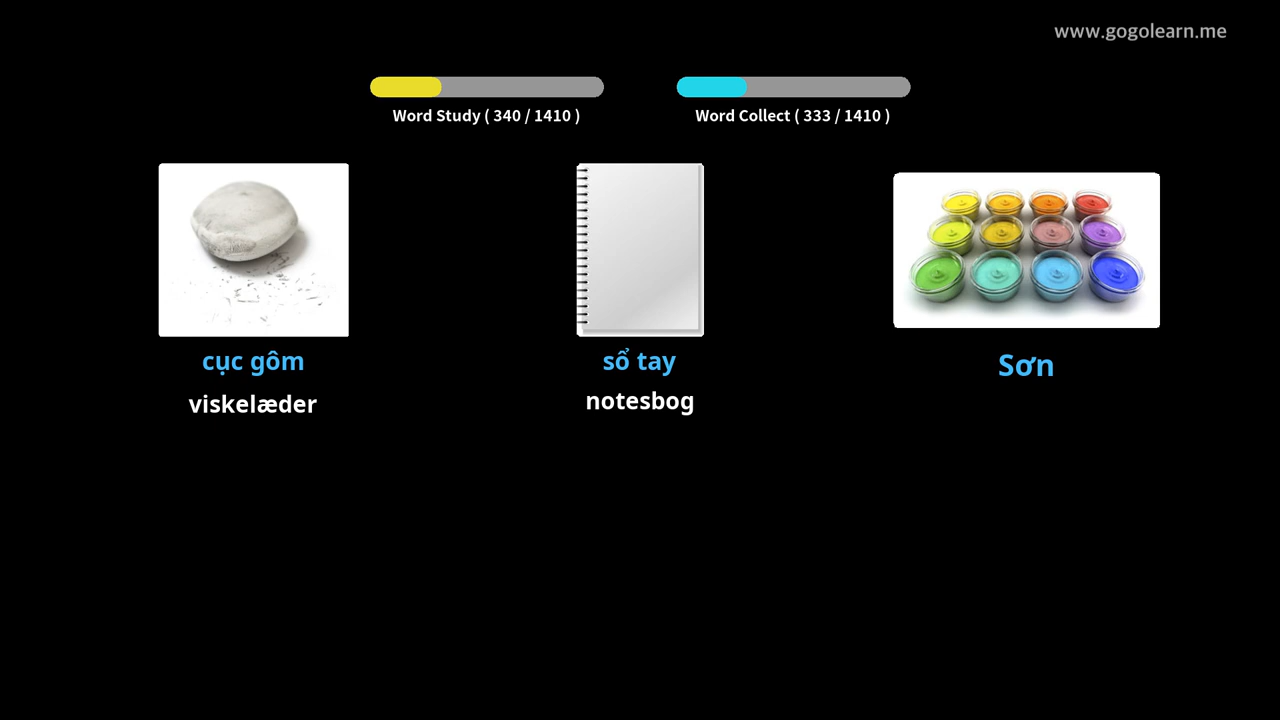 www.gogolearn.me
Word Study ( 340 / 1410 )
Word Collect ( 333 / 1410 )
cục gôm
viskelæder
sổ tay
notesbog
Sơn